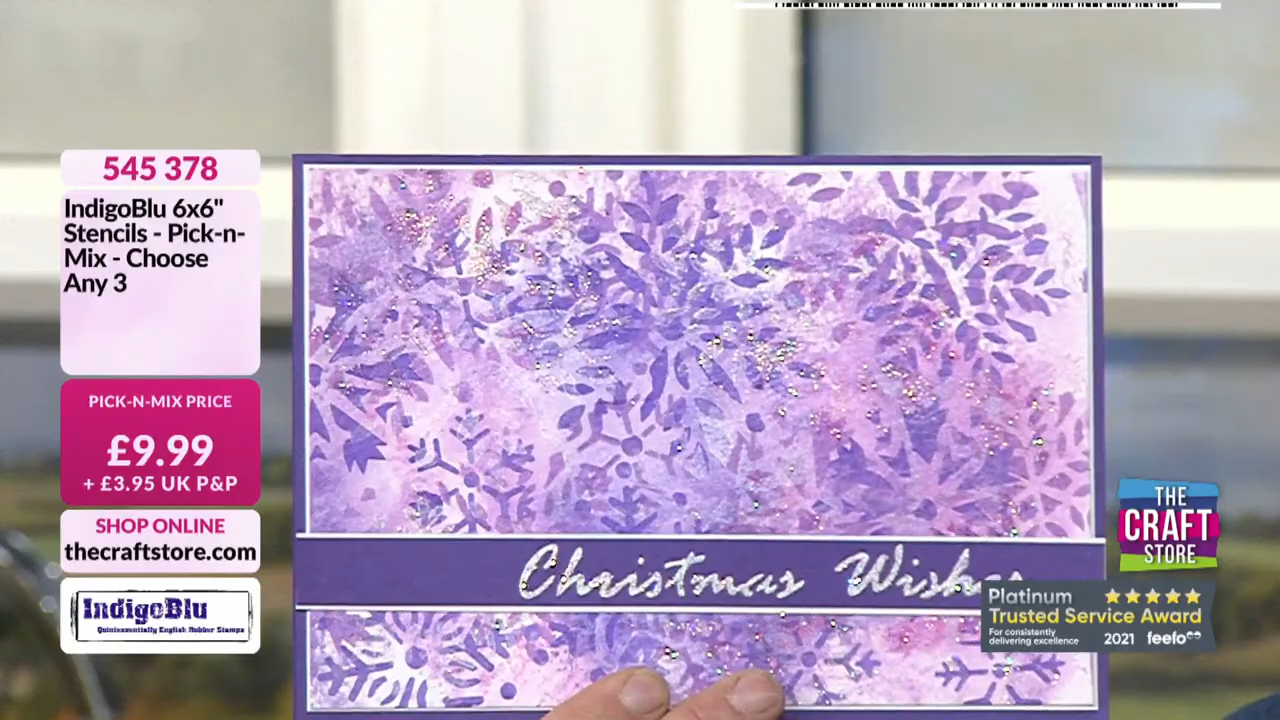 545 378
IndigoBlu 6x6"
Stencils - Pick-n-
Mix - Choose
Any 3
PICK-N-MIX PRICE
£9.99
+ £3.95 UK P&P
SHOP ONLINE
thecraftstore.com
IndigoBlu
Quintessentially English Rubber Stamps
Christmas Wishes
THE
CRAFT
STORE
Platinum
Trusted Service Award
For consistently
delivering excellence
2021 feefo